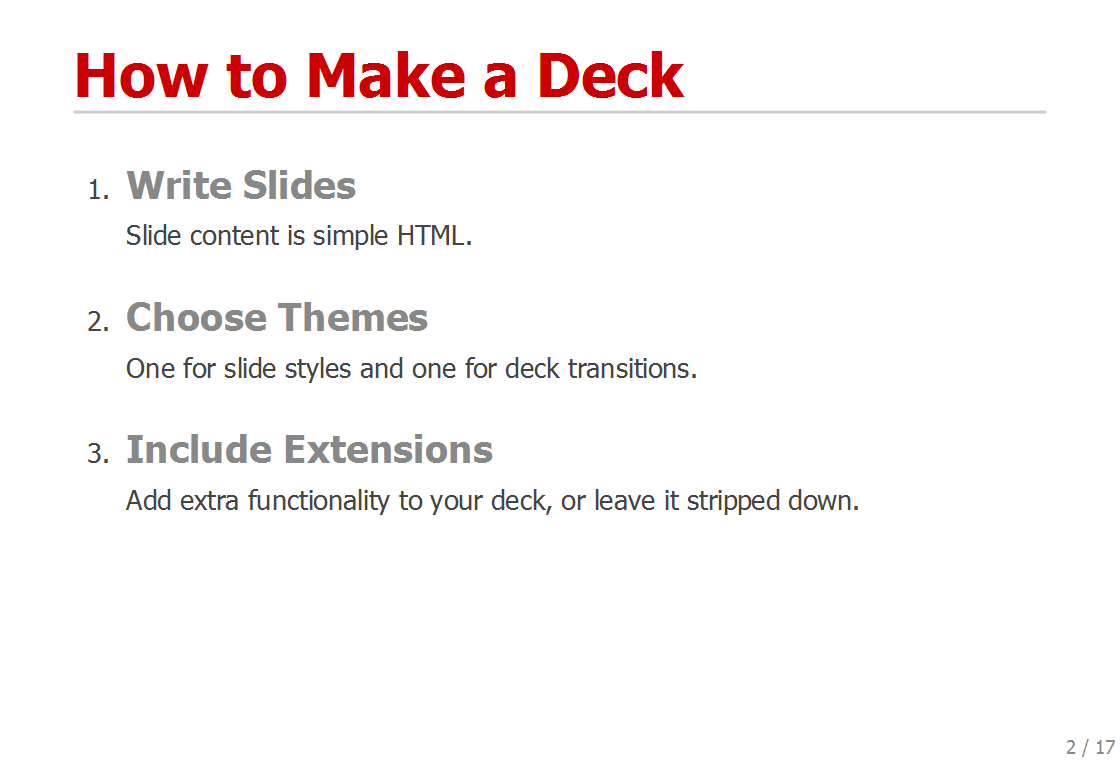 How to Make a Deck
1. Write Slides
Slide content is simple HTML.
2. Choose Themes
One for slide styles and one for deck transitions.
3. Include Extensions
Add extra functionality to your deck, or leave it stripped down.
2 / 17